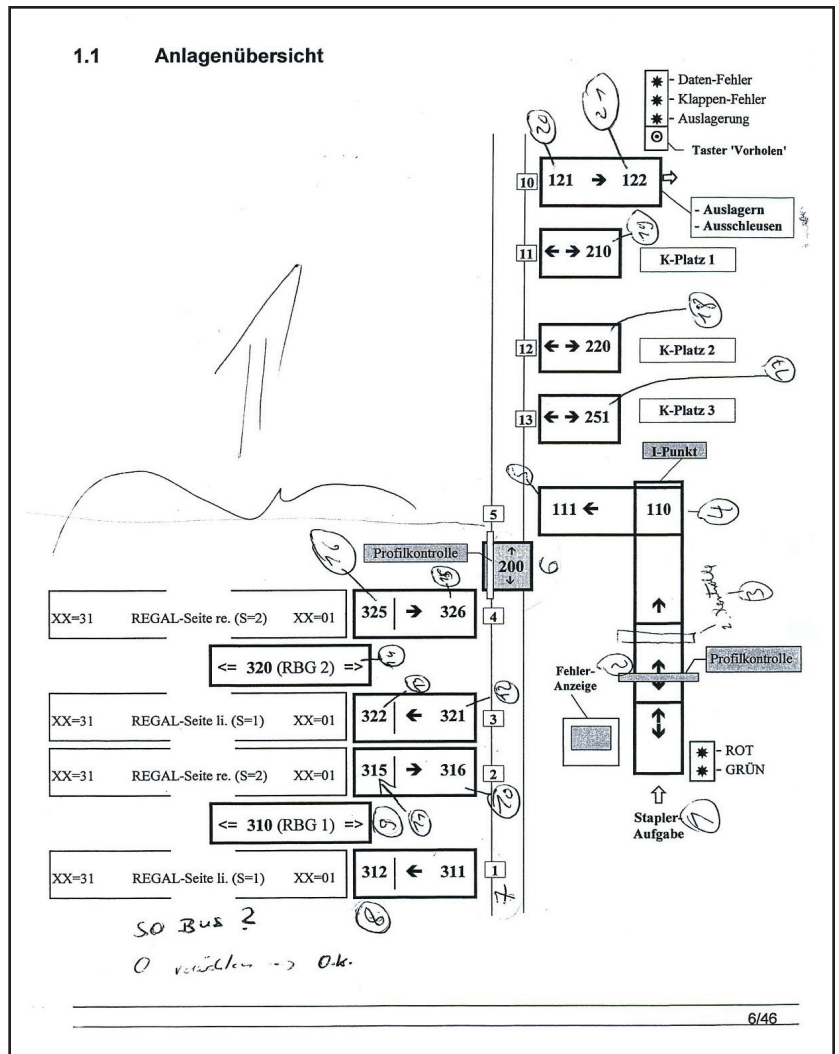 1.1 Anlagenübersicht
- Daten-Fehler
- Klappen-Fehler
- Auslagerung
Taster 'Vorholen'
10 121 → 122 ⇨
- Auslagern
- Ausschleusen
11 ← → 210 K-Platz 1
12 ← → 220 K-Platz 2
13 ← → 251 K-Platz 3
I-Punkt
5 111 ← 110 4
Profilkontrolle ↑ 200 ↓ 6
XX=31 REGAL-Seite re. (S=2) XX=01 325 | → 326 4
3
2
Profilkontrolle
<= 320 (RBG 2) =>
Fehler-
Anzeige
XX=31 REGAL-Seite li. (S=1) XX=01 322 | ← 321 3
XX=31 REGAL-Seite re. (S=2) XX=01 315 | → 316 2
- ROT
- GRÜN
<= 310 (RBG 1) =>
Stapler-
Aufgabe
1
XX=31 REGAL-Seite li. (S=1) XX=01 312 | ← 311 1
7
8
SO Bus ?
O.k.
6/46